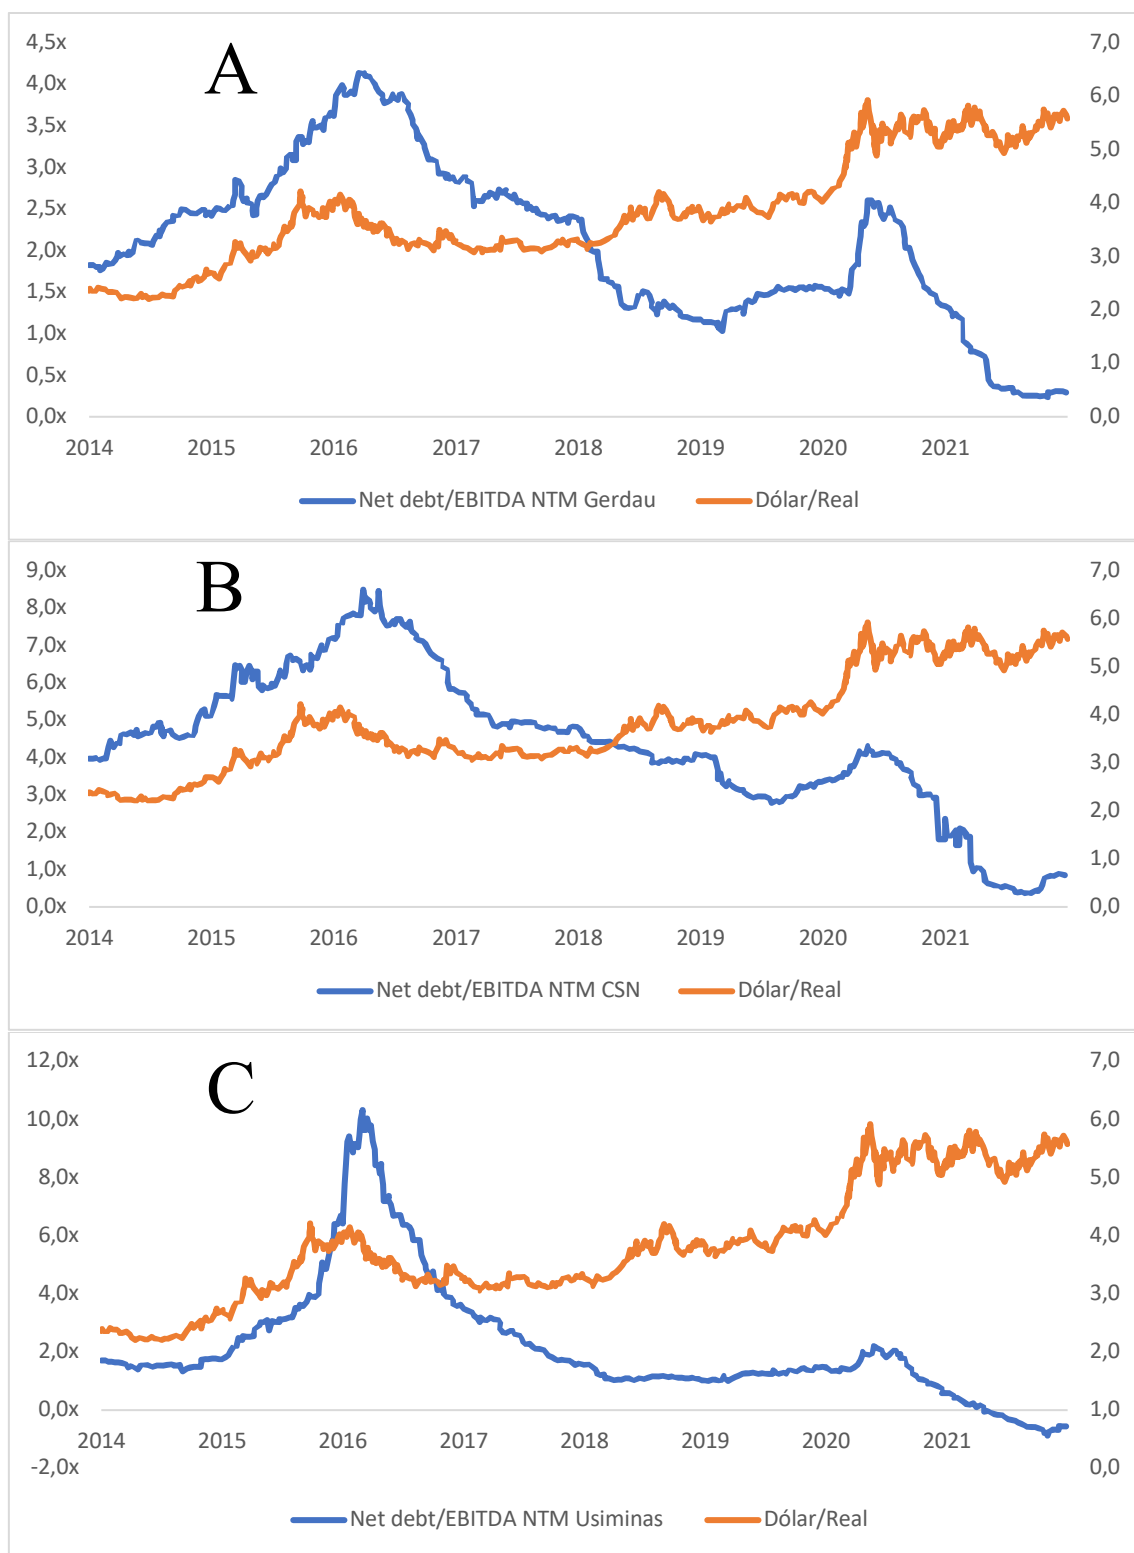 A
4,5x 7,0
4,0x 6,0
3,5x 5,0
3,0x 4,0
2,5x 3,0
2,0x 2,0
1,5x 1,0
1,0x 0,0
0,5x
0,0x
2014 2015 2016 2017 2018 2019 2020 2021
Net debt/EBITDA NTM Gerdau Dólar/Real
B
9,0x 7,0
8,0x 6,0
7,0x 5,0
6,0x 4,0
5,0x 3,0
4,0x 2,0
3,0x 1,0
2,0x 0,0
1,0x
0,0x
2014 2015 2016 2017 2018 2019 2020 2021
Net debt/EBITDA NTM CSN Dólar/Real
C
12,0x 7,0
10,0x 6,0
8,0x 5,0
6,0x 4,0
4,0x 3,0
2,0x 2,0
0,0x 1,0
-2,0x 0,0
2014 2015 2016 2017 2018 2019 2020 2021
Net debt/EBITDA NTM Usiminas Dólar/Real